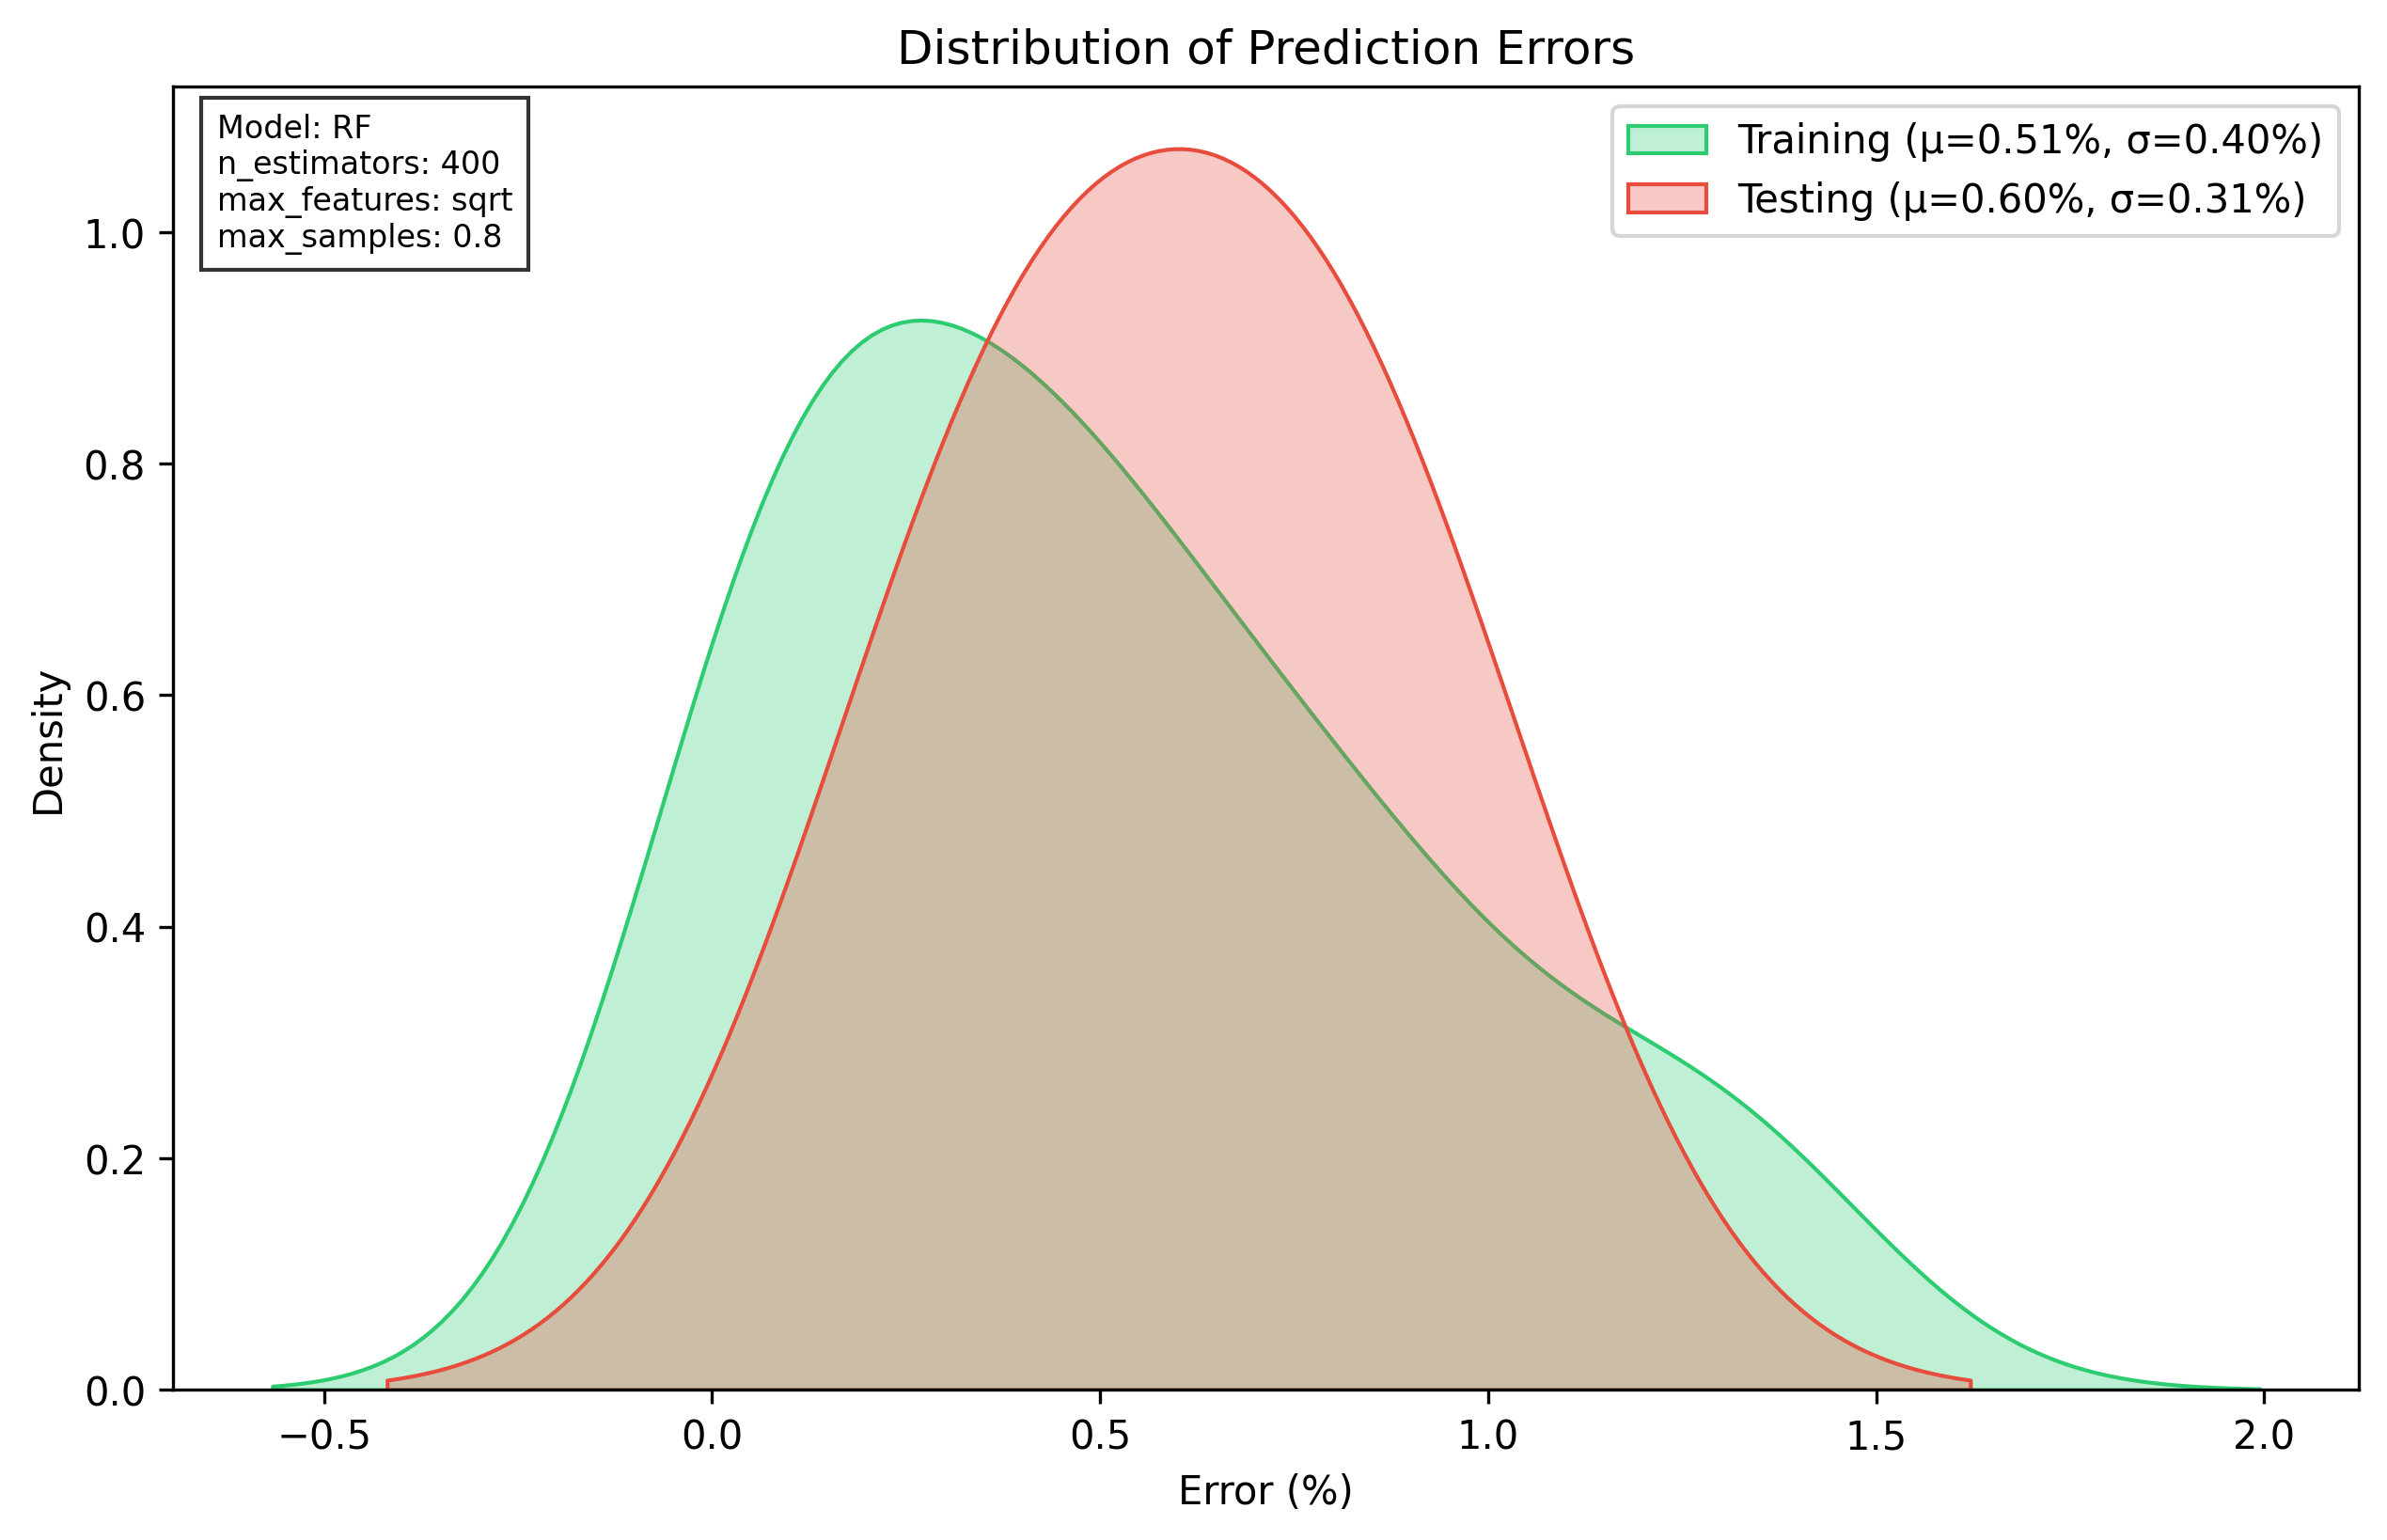 Distribution of Prediction Errors
Model: RF
n_estimators: 400
max_features: sqrt
max_samples: 0.8
Training (μ=0.51%, σ=0.40%)
Testing (μ=0.60%, σ=0.31%)
1.0
0.8
0.6
0.4
0.2
0.0
Density
−0.5 0.0 0.5 1.0 1.5 2.0
Error (%)